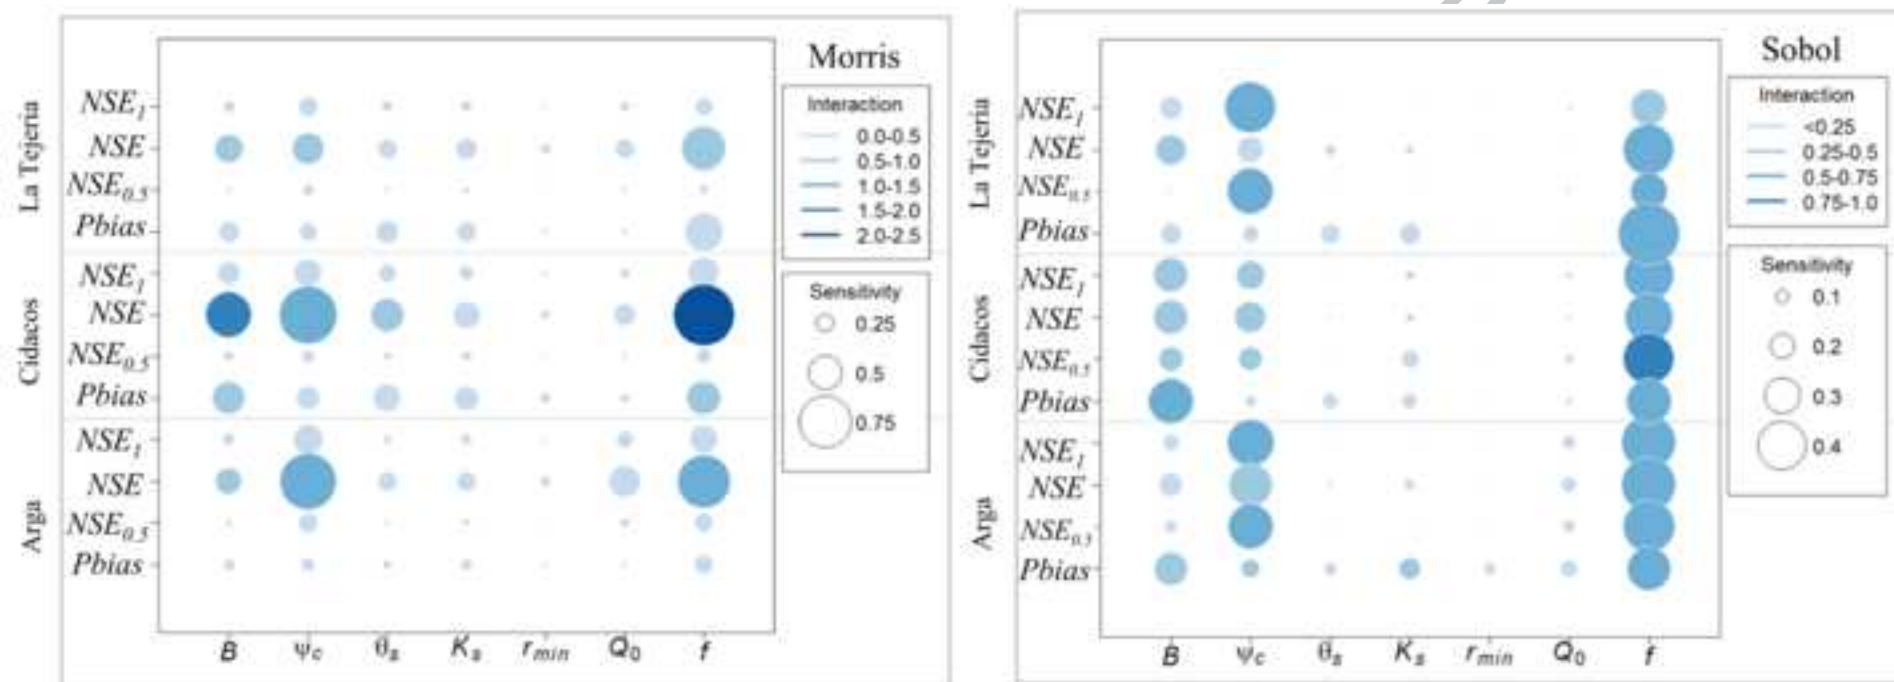 Morris
Interaction
0.0-0.5
0.5-1.0
1.0-1.5
1.5-2.0
2.0-2.5
Sensitivity
0.25
0.5
0.75
La Tejeria
NSE₁
NSE
NSE₀.₅
Pbias
Cidacos
NSE₁
NSE
NSE₀.₅
Pbias
Arga
NSE₁
NSE
NSE₀.₅
Pbias
B ψc θs Ks rmin Q₀ f
Sobol
Interaction
<0.25
0.25-0.5
0.5-0.75
0.75-1.0
Sensitivity
0.1
0.2
0.3
0.4
La Tejeria
NSE₁
NSE
NSE₀.₅
Pbias
Cidacos
NSE₁
NSE
NSE₀.₅
Pbias
Arga
NSE₁
NSE
NSE₀.₅
Pbias
B ψc θs Ks rmin Q₀ f